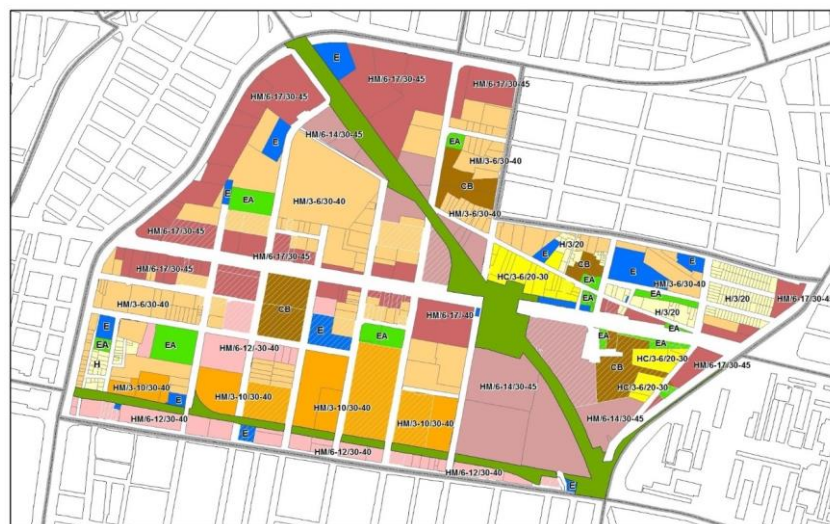 E
HM/6-17/30-45
HM/6-17/30-45
HM/6-17/30-45
HM/6-14/30-45
E
EA
HM/3-6/30-40
CB
HM/3-6/30-40
E
EA
HM/3-6/30-40
HM/6-17/30-45
H/3/20
E
CB
E
E
HM/3-6/30-40
HM/6-17/30-45
HM/6-17/30-45
HC/3-6/20-30
EA
EA
EA
H/3/20
HM/6-17/30-4
HM/3-6/30-40
CB
HM/6-17/-40
H/3/20
E
E
EA
EA
EA
HM/6-12/-30-40
EA
EA
HC/3-6/20-30
HM/6-17/30-45
H
CB
HM/3-10/30-40
HM/3-10/30-40
HM/3-10/30-40
HM/3-10/30-40
HM/6-14/30-45
HC/3-6/20-30
E
HM/6-12/30-40
HM/6-12/30-40
HM/6-14/30-45
E
HM/6-12/30-40
E